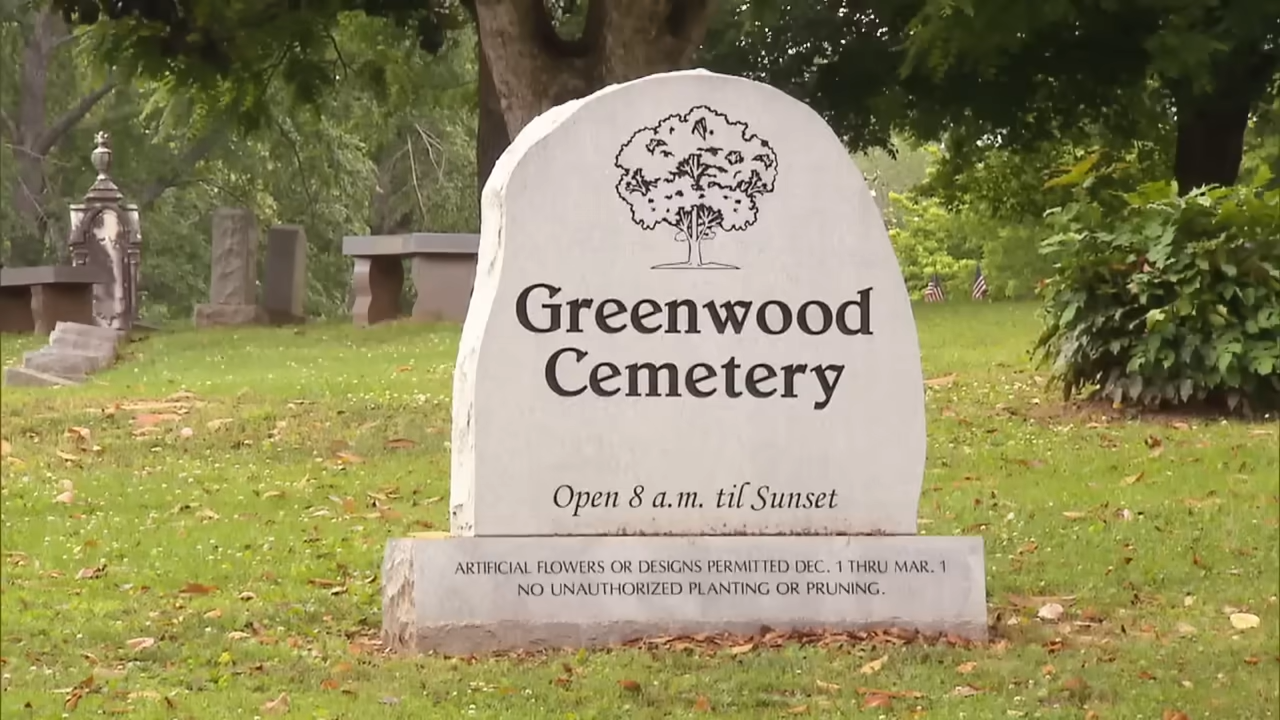 Greenwood
Cemetery
Open 8 a.m. til Sunset
ARTIFICIAL FLOWERS OR DESIGNS PERMITTED DEC. 1 THRU MAR. 1
NO UNAUTHORIZED PLANTING OR PRUNING.